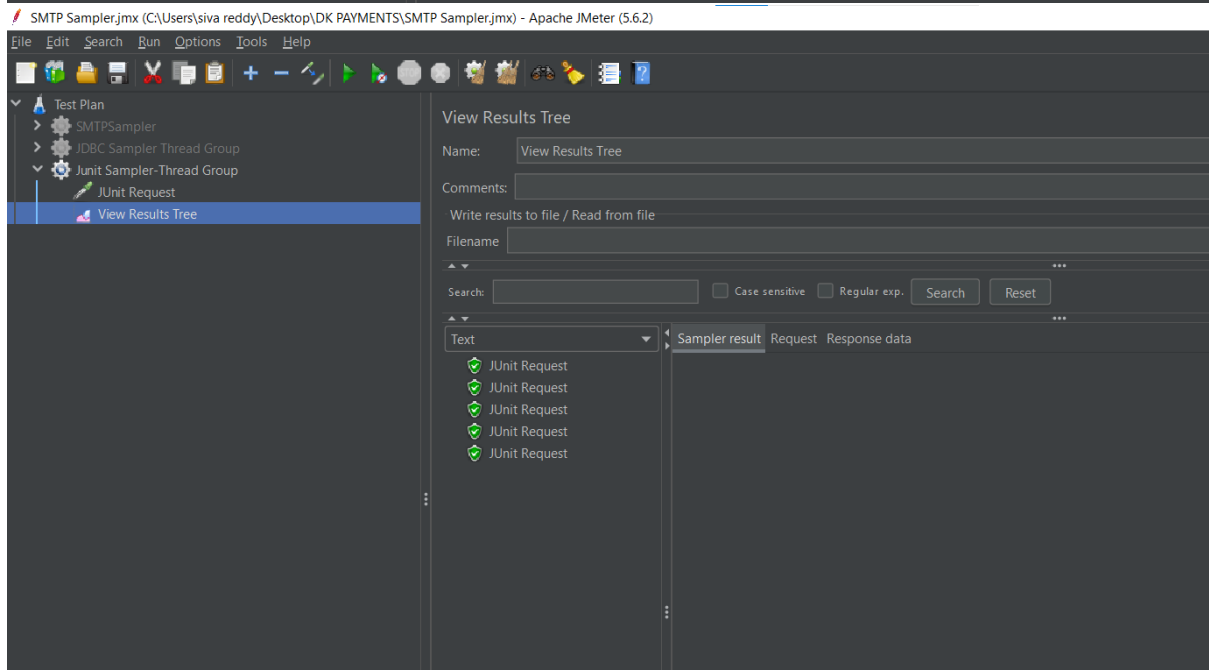 SMTP Sampler.jmx (C:\Users\siva reddy\Desktop\DK PAYMENTS\SMTP Sampler.jmx) - Apache JMeter (5.6.2)
File Edit Search Run Options Tools Help
Test Plan
SMTPSampler
JDBC Sampler Thread Group
Junit Sampler-Thread Group
JUnit Request
View Results Tree
View Results Tree
Name: View Results Tree
Comments:
Write results to file / Read from file
Filename
Search: Case sensitive Regular exp. Search Reset
Text
Sampler result Request Response data
JUnit Request
JUnit Request
JUnit Request
JUnit Request
JUnit Request